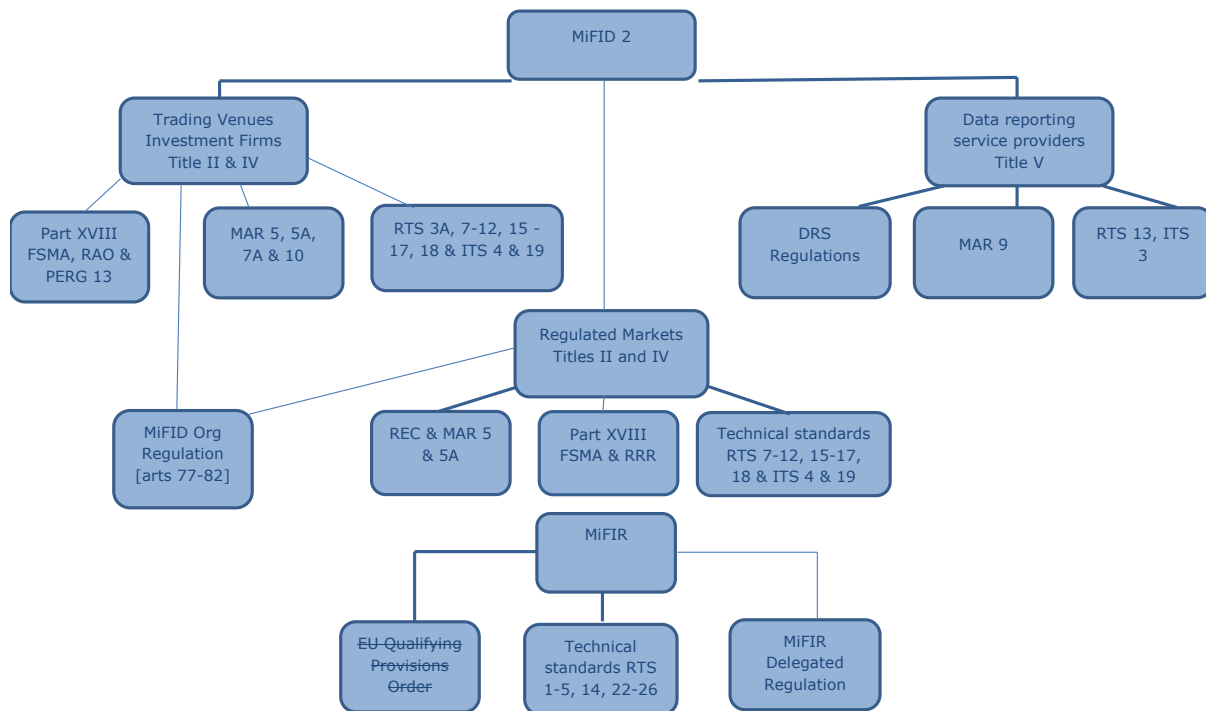 MiFID 2
Trading Venues
Investment Firms
Title II & IV
Data reporting
service providers
Title V
Part XVIII
FSMA, RAO &
PERG 13
MAR 5, 5A,
7A & 10
RTS 3A, 7-12, 15 -
17, 18 & ITS 4 & 19
DRS
Regulations
MAR 9
RTS 13, ITS
3
Regulated Markets
Titles II and IV
MiFID Org
Regulation
[arts 77-82]
REC & MAR 5
& 5A
Part XVIII
FSMA & RRR
Technical standards
RTS 7-12, 15-17,
18 & ITS 4 & 19
MiFIR
EU Qualifying
Provisions
Order
Technical
standards RTS
1-5, 14, 22-26
MiFIR
Delegated
Regulation